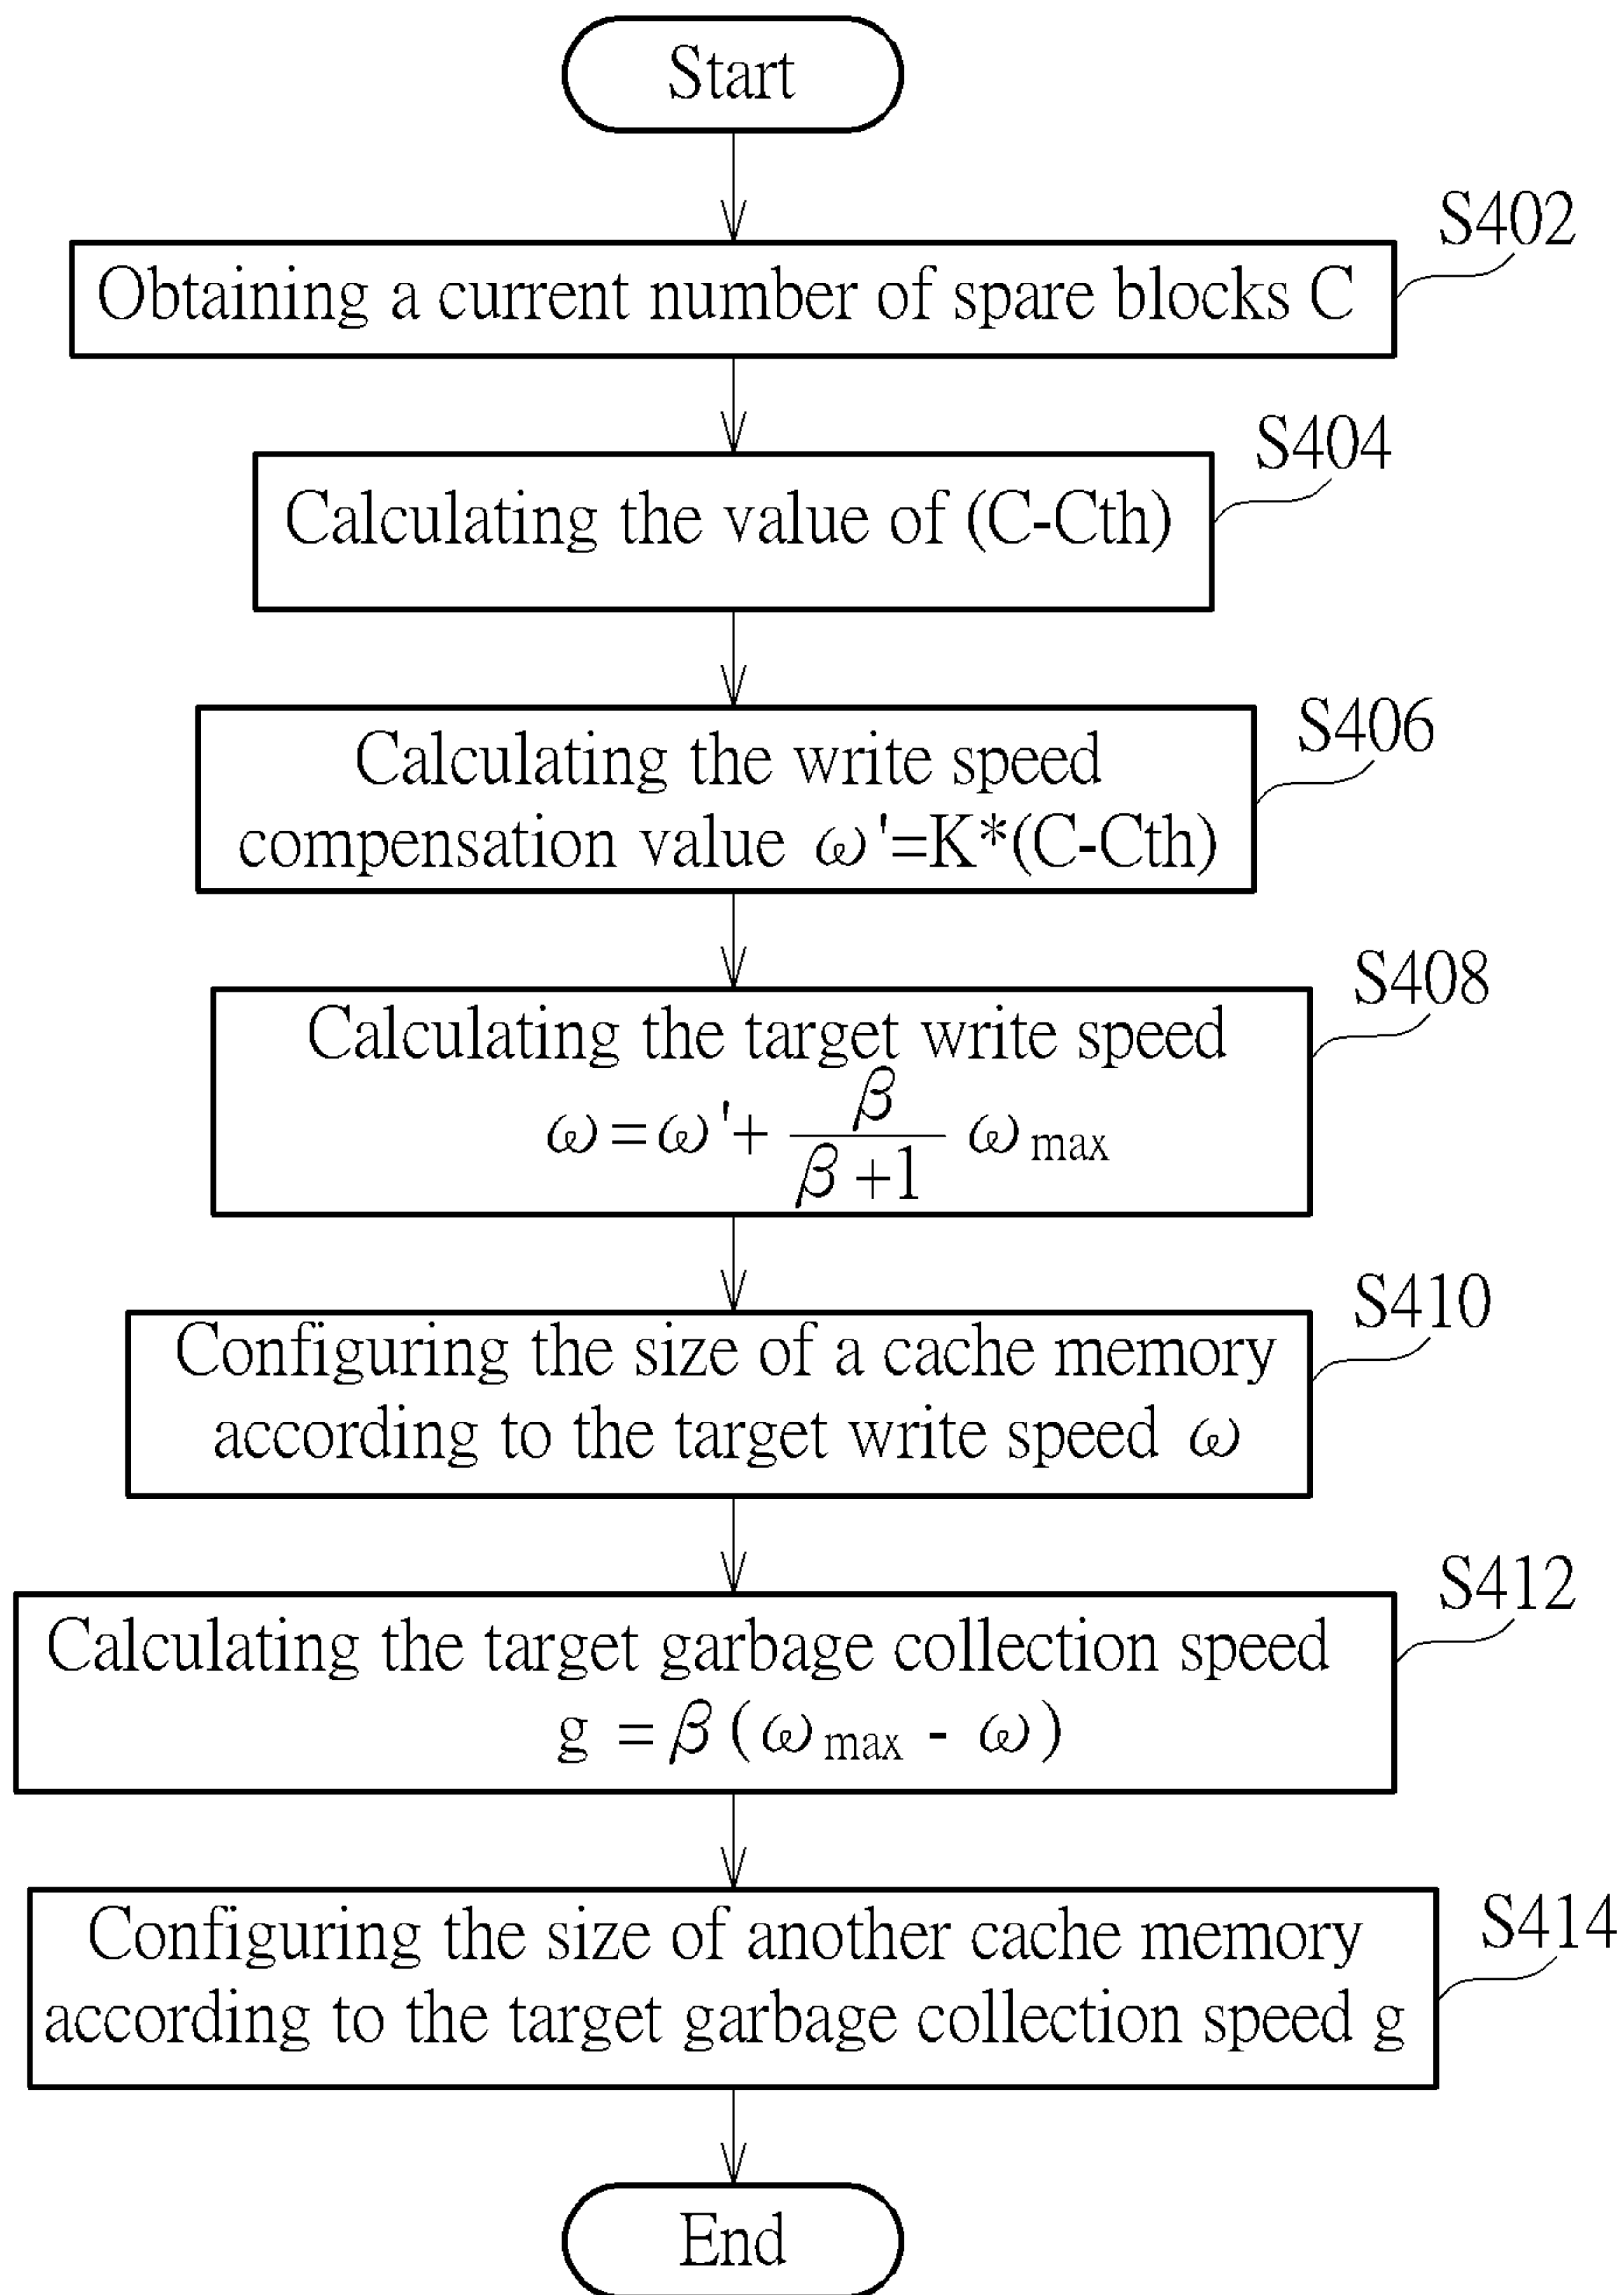 Start
S402
Obtaining a current number of spare blocks C
S404
Calculating the value of (C-Cth)
S406
Calculating the write speed
compensation value ω'=K*(C-Cth)
S408
Calculating the target write speed
ω=ω'+ β/(β+1) ωmax
S410
Configuring the size of a cache memory
according to the target write speed ω
S412
Calculating the target garbage collection speed
g = β(ωmax - ω)
S414
Configuring the size of another cache memory
according to the target garbage collection speed g
End